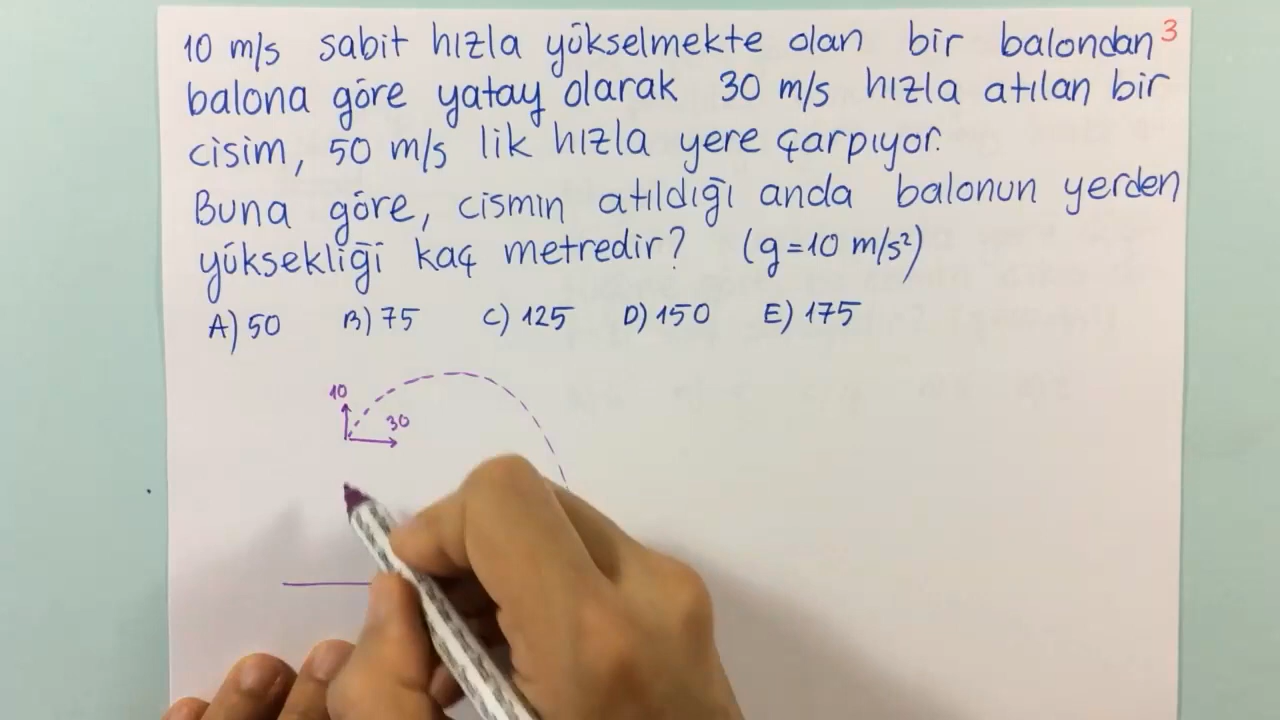 10 m/s sabit hızla yükselmekte olan bir balondan 3
balona göre yatay olarak 30 m/s hızla atılan bir
cisim, 50 m/s lik hızla yere çarpıyor.
Buna göre, cismin atıldığı anda balonun yerden
yüksekliği kaç metredir? (g=10 m/s²)
A) 50 B) 75 C) 125 D) 150 E) 175
10
30